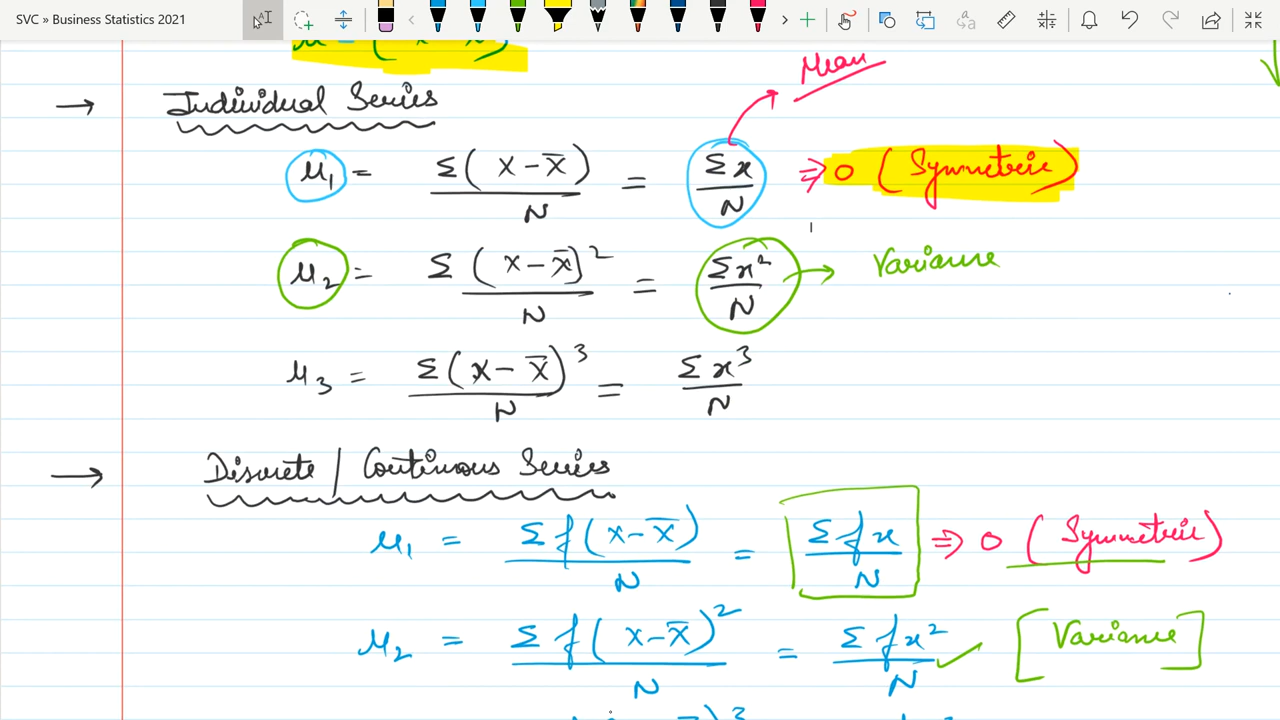 SVC » Business Statistics 2021
Mean
→ Individual Series
μ₁ = Σ(X-X̄)/N = Σx/N ⇒ 0 (Symmetric)
μ₂ = Σ(X-X̄)²/N = Σx²/N → Variance
μ₃ = Σ(X-X̄)³/N = Σx³/N
→ Discrete / Continuous Series
μ₁ = Σf(X-X̄)/N = Σfx/N ⇒ 0 (Symmetric)
μ₂ = Σf(X-X̄)²/N = Σfx²/N ✓ [Variance]